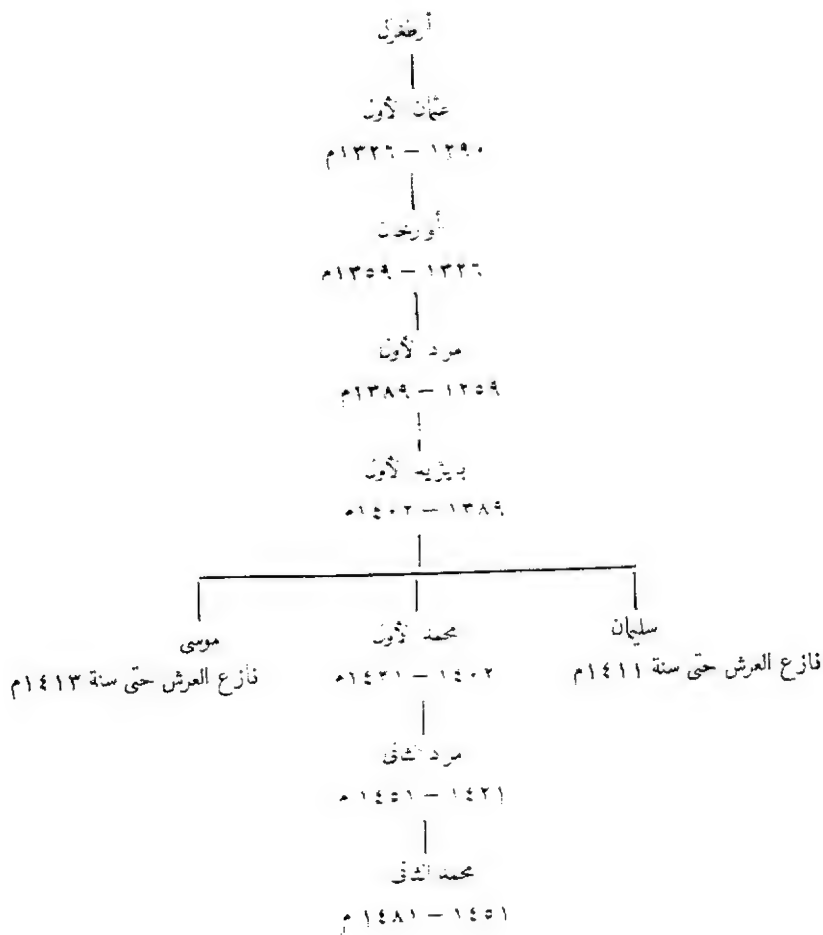 أرطغرل
عثمان الأول
١٢٩٠ – ١٣٢٦م
أورخان
١٣٢٦ – ١٣٥٩م
مراد الأول
١٢٥٩ – ١٣٨٩م
بايزيد الأول
١٣٨٩ – ١٤٠٢م
سليمان
نازع العرش حتى سنة ١٤١١م
محمد الأول
١٤٠٢ – ١٤٢١م
موسى
نازع العرش حتى سنة ١٤١٣م
مراد الثاني
١٤٢١ – ١٤٥١م
محمد الثاني
١٤٥١ – ١٤٨١م